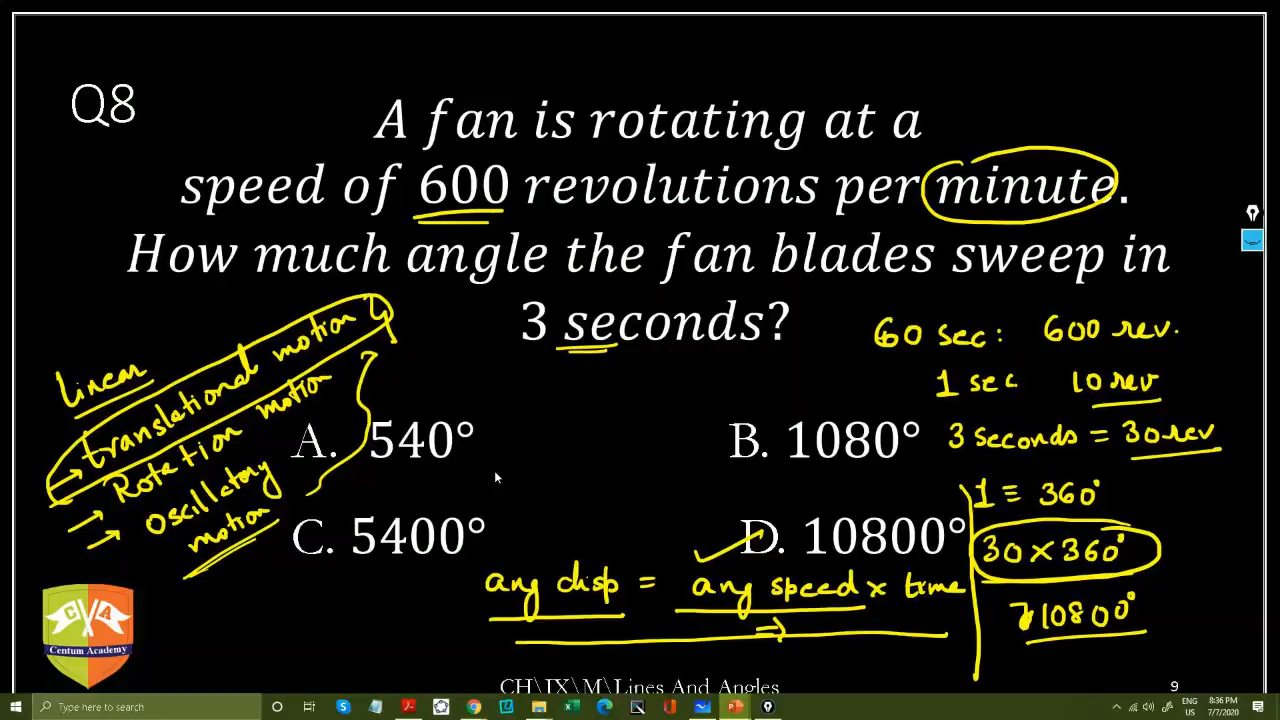 Q8
A fan is rotating at a
speed of 600 revolutions per minute.
How much angle the fan blades sweep in
3 seconds?
60 sec: 600 rev.
1 sec 10 rev
3 seconds = 30 rev
linear
→ translational motion
→ Rotation motion
→ oscillatory
motion
A. 540°
B. 1080°
C. 5400°
D. 10800°
1 ≡ 360°
30 × 360°
10800°
ang disp = ang speed × time
⇒
C A
Centum Academy
CH\IX\M\Lines And Angles
9
Type here to search
ENG
US
8:36 PM
7/7/2020